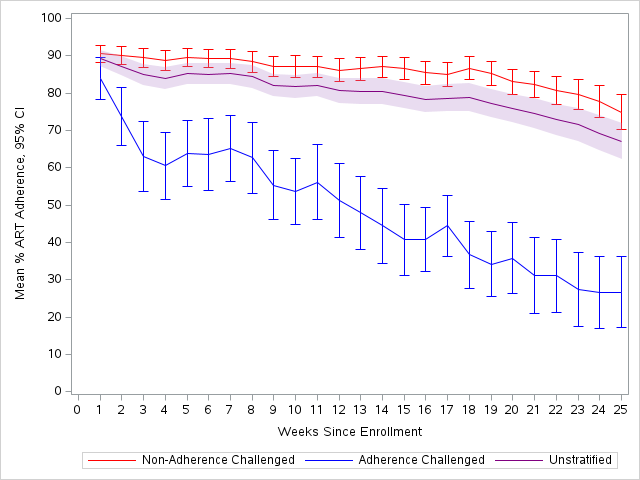 Mean % ART Adherence, 95% CI
100
90
80
70
60
50
40
30
20
10
0
0 1 2 3 4 5 6 7 8 9 10 11 12 13 14 15 16 17 18 19 20 21 22 23 24 25
Weeks Since Enrollment
Non-Adherence Challenged Adherence Challenged Unstratified